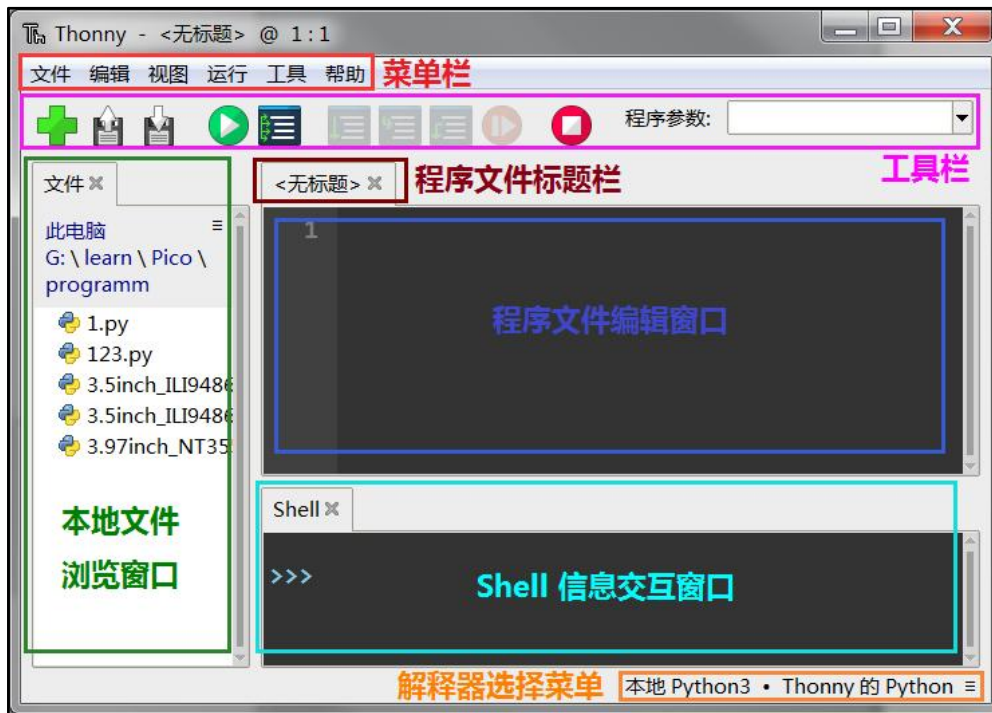 Thonny - <无标题> @ 1:1
文件 编辑 视图 运行 工具 帮助 菜单栏
程序参数:
工具栏
文件
<无标题> 程序文件标题栏
此电脑
G: \ learn \ Pico \
programm
1.py
123.py
3.5inch_ILI9486
3.5inch_ILI9486
3.97inch_NT35
本地文件
浏览窗口
1
程序文件编辑窗口
Shell
>>>
Shell 信息交互窗口
解释器选择菜单 本地 Python3 • Thonny 的 Python ≡